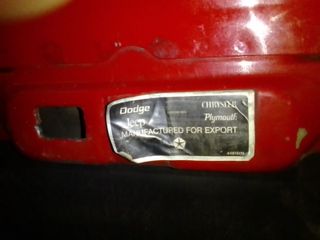 Dodge CHRYSLER
Jeep Plymouth
MANUFACTURED FOR EXPORT